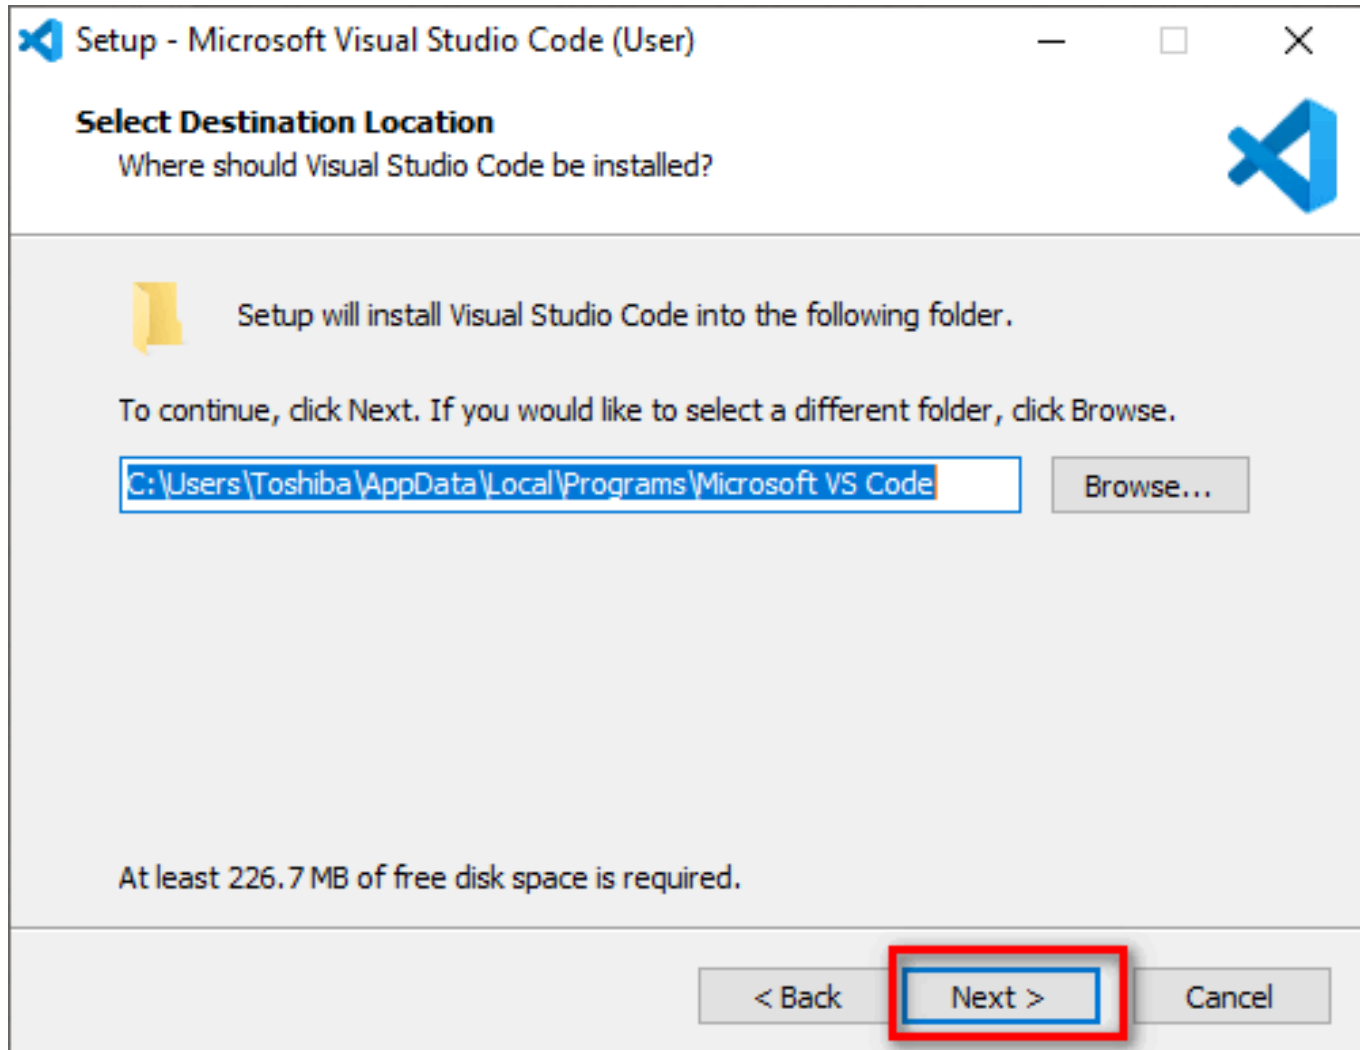 Setup - Microsoft Visual Studio Code (User)
Select Destination Location
Where should Visual Studio Code be installed?
Setup will install Visual Studio Code into the following folder.
To continue, click Next. If you would like to select a different folder, click Browse.
C:\Users\Toshiba\AppData\Local\Programs\Microsoft VS Code
Browse...
At least 226.7 MB of free disk space is required.
< Back
Next >
Cancel